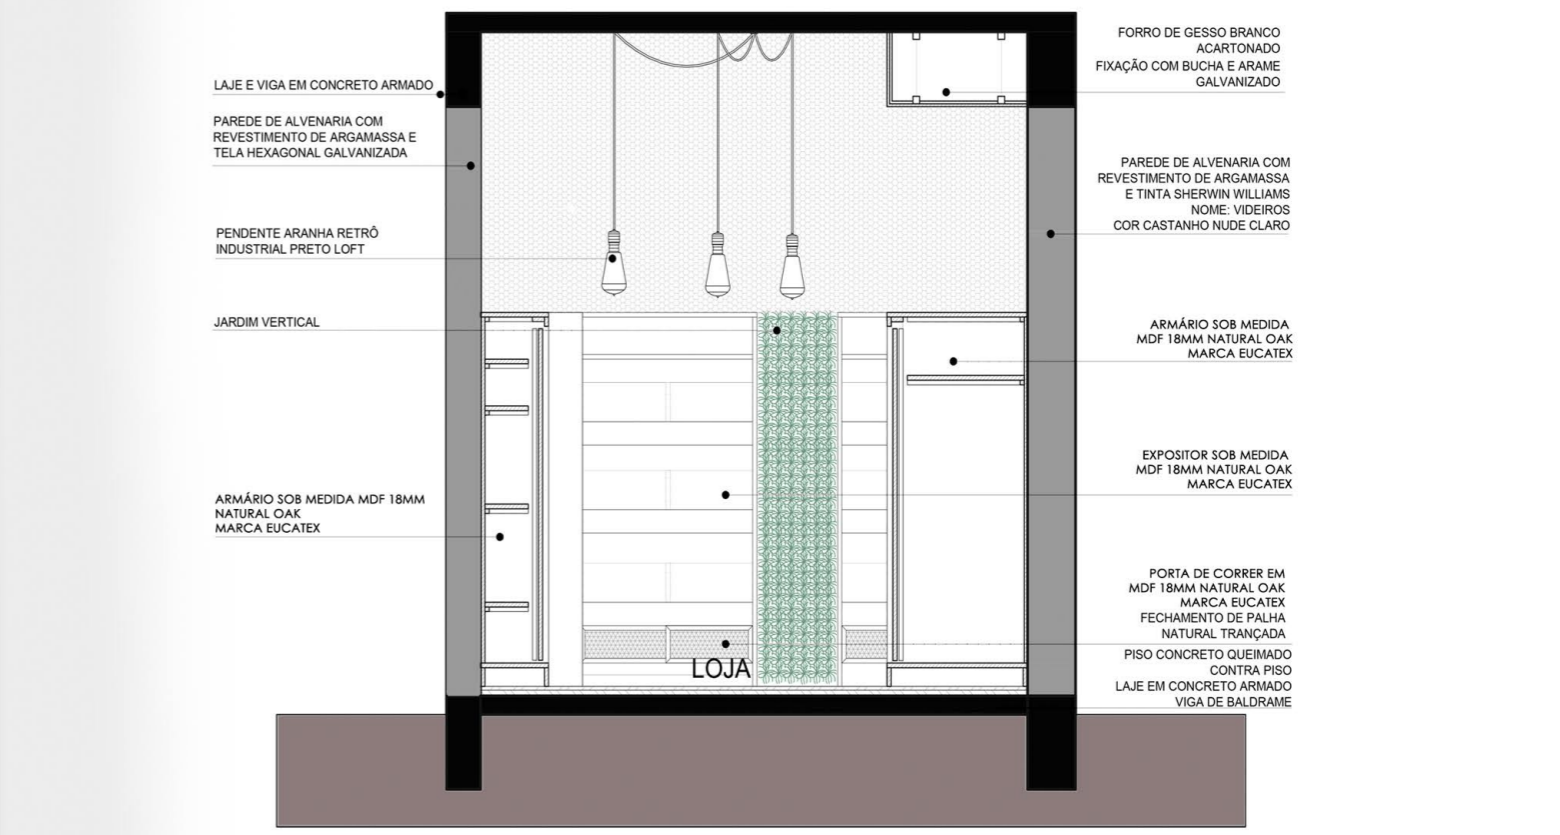 LAJE E VIGA EM CONCRETO ARMADO
PAREDE DE ALVENARIA COM
REVESTIMENTO DE ARGAMASSA E
TELA HEXAGONAL GALVANIZADA
PENDENTE ARANHA RETRÔ
INDUSTRIAL PRETO LOFT
JARDIM VERTICAL
ARMÁRIO SOB MEDIDA MDF 18MM
NATURAL OAK
MARCA EUCATEX
LOJA
FORRO DE GESSO BRANCO
ACARTONADO
FIXAÇÃO COM BUCHA E ARAME
GALVANIZADO
PAREDE DE ALVENARIA COM
REVESTIMENTO DE ARGAMASSA
E TINTA SHERWIN WILLIAMS
NOME: VIDEIROS
COR CASTANHO NUDE CLARO
ARMÁRIO SOB MEDIDA
MDF 18MM NATURAL OAK
MARCA EUCATEX
EXPOSITOR SOB MEDIDA
MDF 18MM NATURAL OAK
MARCA EUCATEX
PORTA DE CORRER EM
MDF 18MM NATURAL OAK
MARCA EUCATEX
FECHAMENTO DE PALHA
NATURAL TRANÇADA
PISO CONCRETO QUEIMADO
CONTRA PISO
LAJE EM CONCRETO ARMADO
VIGA DE BALDRAME